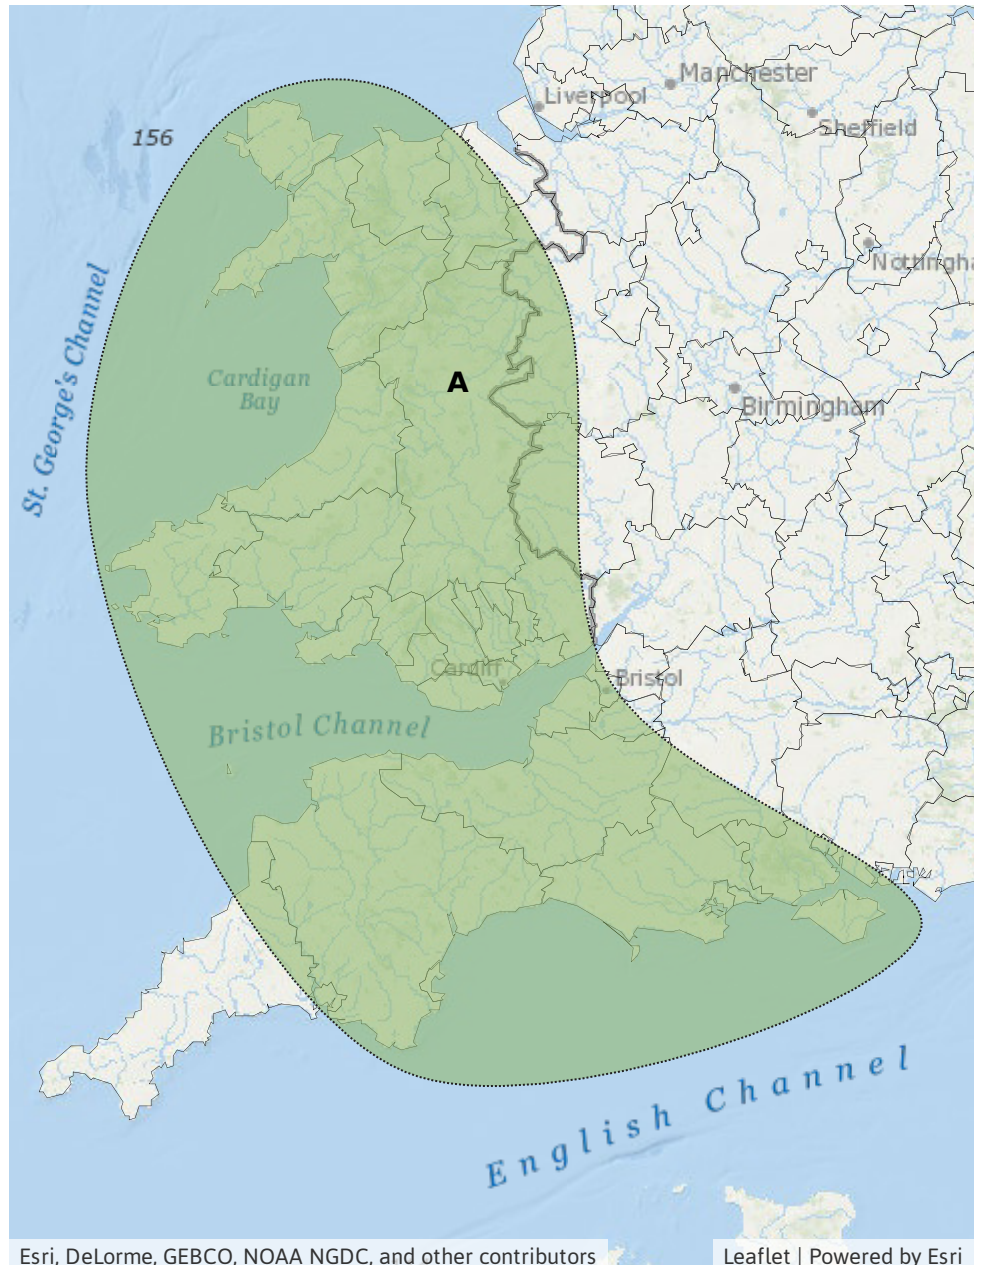 Manchester
Liverpool
Sheffield
156
Nottingha
St. George's Channel
Cardigan
Bay
A
Birmingham
Cardiff
Bristol
Bristol Channel
English Channel
Esri, DeLorme, GEBCO, NOAA NGDC, and other contributors
Leaflet | Powered by Esri